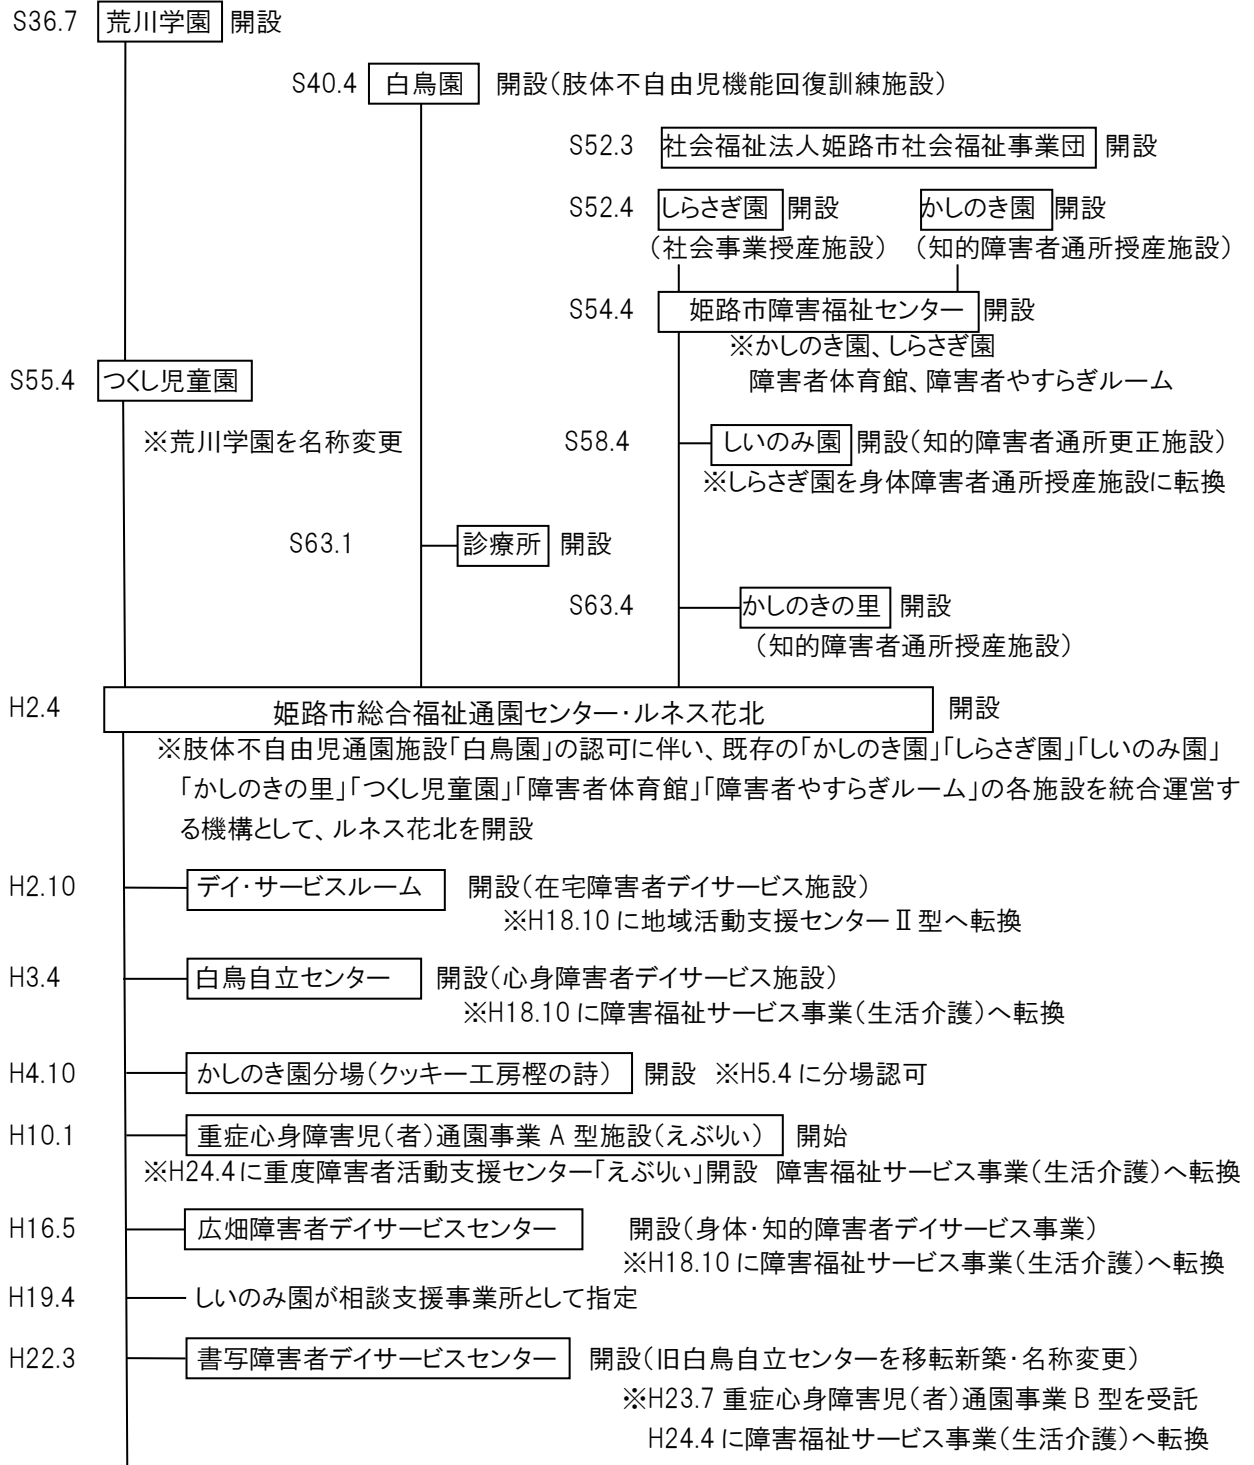 S36.7 荒川学園 開設
S40.4 白鳥園 開設（肢体不自由児機能回復訓練施設）
S52.3 社会福祉法人姫路市社会福祉事業団 開設
S52.4 しらさぎ園 開設 かしのき園 開設
（社会事業授産施設） （知的障害者通所授産施設）
S54.4 姫路市障害福祉センター 開設
※かしのき園、しらさぎ園
S55.4 つくし児童園 障害者体育館、障害者やすらぎルーム
※荒川学園を名称変更 S58.4 しいのみ園 開設（知的障害者通所更正施設）
※しらさぎ園を身体障害者通所授産施設に転換
S63.1 診療所 開設
S63.4 かしのきの里 開設
（知的障害者通所授産施設）
H2.4 姫路市総合福祉通園センター・ルネス花北 開設
※肢体不自由児通園施設「白鳥園」の認可に伴い、既存の「かしのき園」「しらさぎ園」「しいのみ園」
「かしのきの里」「つくし児童園」「障害者体育館」「障害者やすらぎルーム」の各施設を統合運営す
る機構として、ルネス花北を開設
H2.10 デイ・サービスルーム 開設（在宅障害者デイサービス施設）
※H18.10に地域活動支援センターⅡ型へ転換
H3.4 白鳥自立センター 開設（心身障害者デイサービス施設）
※H18.10に障害福祉サービス事業（生活介護）へ転換
H4.10 かしのき園分場（クッキー工房樫の詩） 開設 ※H5.4に分場認可
H10.1 重症心身障害児（者）通園事業A型施設（えぶりぃ） 開始
※H24.4に重度障害者活動支援センター「えぶりぃ」開設 障害福祉サービス事業（生活介護）へ転換
H16.5 広畑障害者デイサービスセンター 開設（身体・知的障害者デイサービス事業）
※H18.10に障害福祉サービス事業（生活介護）へ転換
H19.4 しいのみ園が相談支援事業所として指定
H22.3 書写障害者デイサービスセンター 開設（旧白鳥自立センターを移転新築・名称変更）
※H23.7 重症心身障害児（者）通園事業B型を受託
H24.4に障害福祉サービス事業（生活介護）へ転換